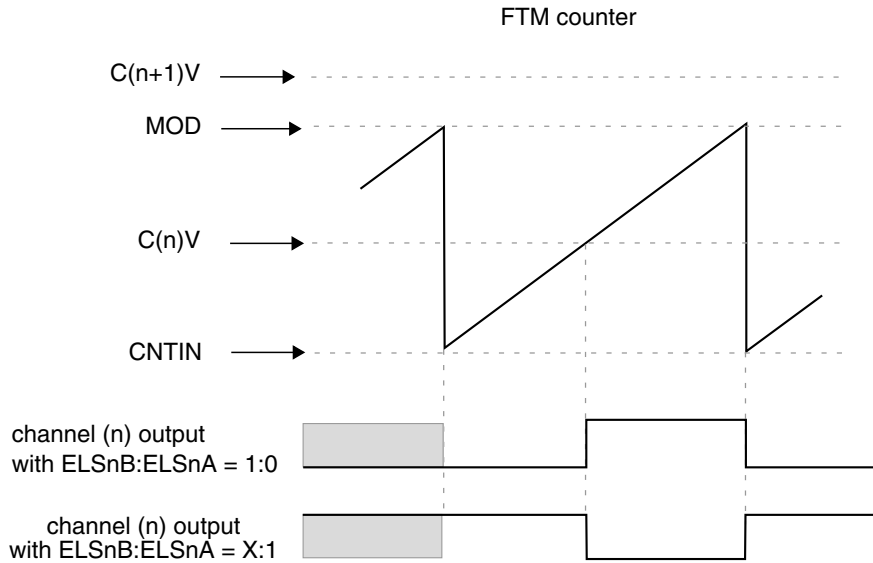 FTM counter
C(n+1)V
MOD
C(n)V
CNTIN
channel (n) output
with ELSnB:ELSnA = 1:0
channel (n) output
with ELSnB:ELSnA = X:1